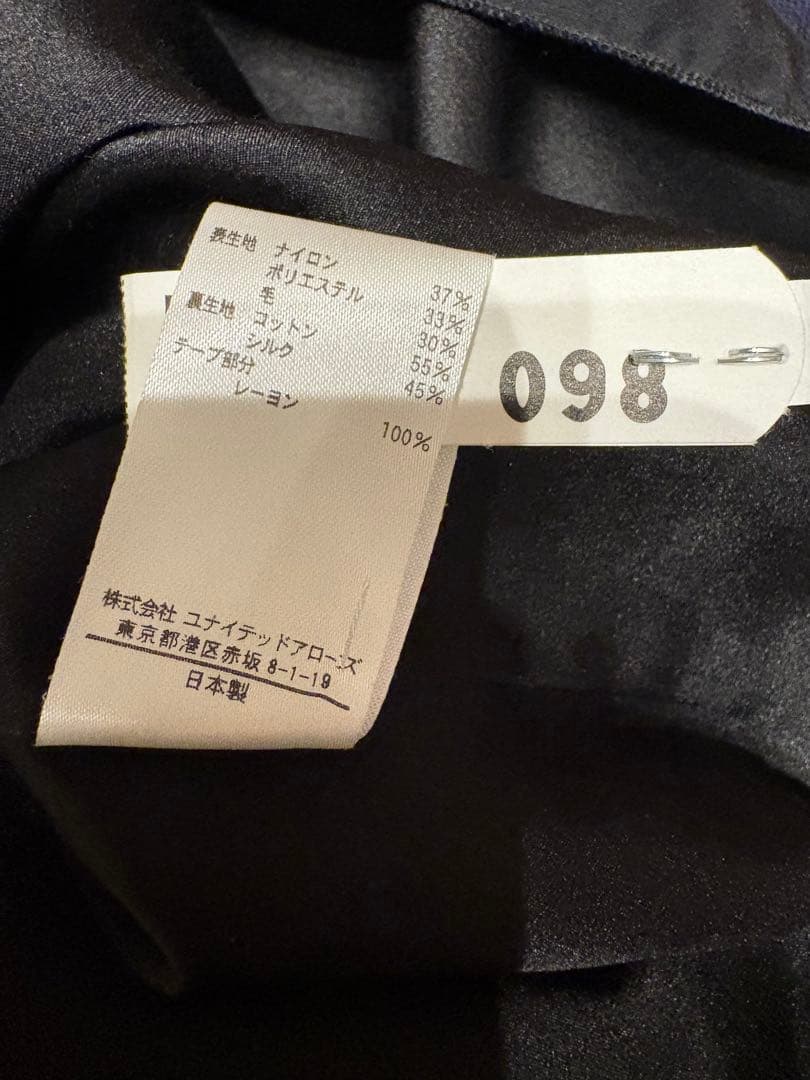 表生地 ナイロン 37%
ポリエステル 33%
毛 30%
裏生地 コットン 55%
シルク 45%
テープ部分
レーヨン 100%
株式会社 ユナイテッドアローズ
東京都港区赤坂 8-1-19
日本製
098